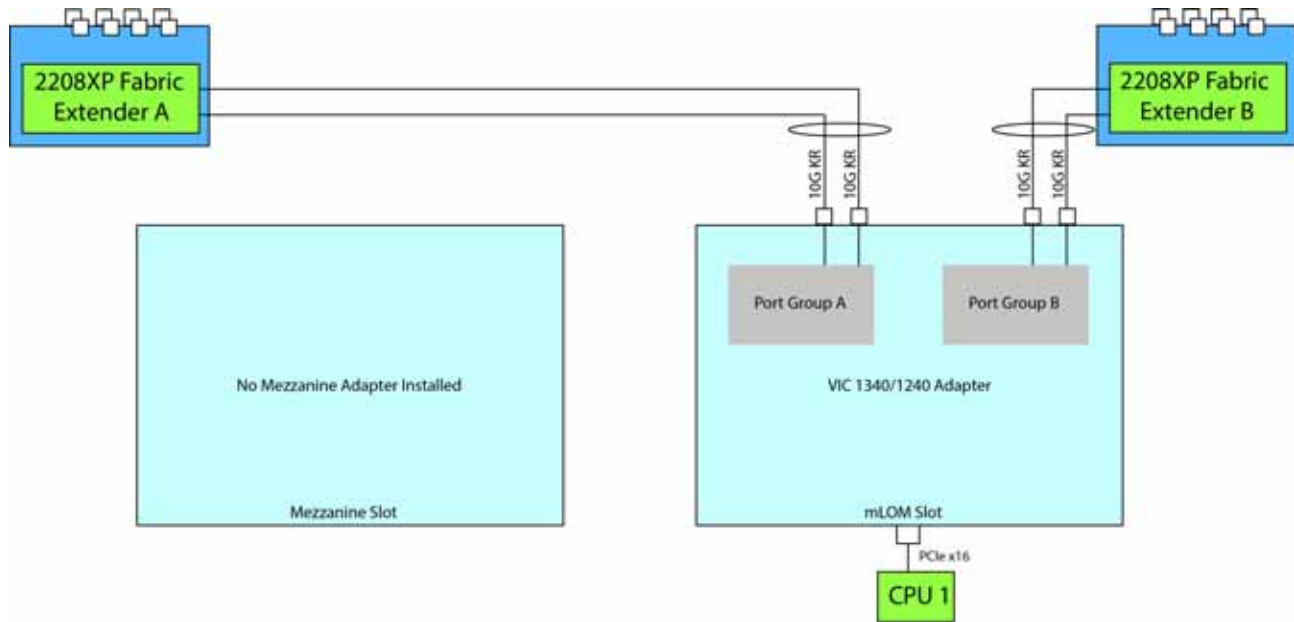 2208XP Fabric
Extender A
2208XP Fabric
Extender B
10G KR
10G KR
10G KR
10G KR
Port Group A
Port Group B
No Mezzanine Adapter Installed
VIC 1340/1240 Adapter
Mezzanine Slot
mLOM Slot
PCIe x16
CPU 1